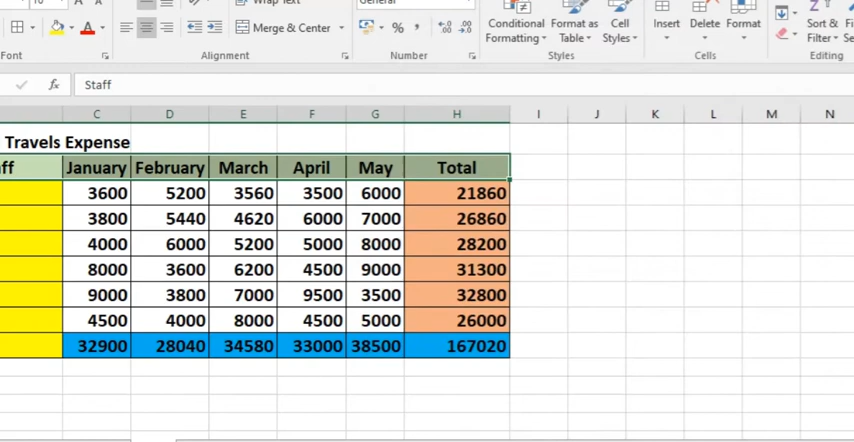 Wrap Text
General
Merge & Center
Conditional Formatting
Format as Table
Cell Styles
Insert
Delete
Format
Sort & Filter
Font
Alignment
Number
Styles
Cells
Editing
fx Staff
C D E F G H I J K L M N
Travels Expense
ff January February March April May Total
3600 5200 3560 3500 6000 21860
3800 5440 4620 6000 7000 26860
4000 6000 5200 5000 8000 28200
8000 3600 6200 4500 9000 31300
9000 3800 7000 9500 3500 32800
4500 4000 8000 4500 5000 26000
32900 28040 34580 33000 38500 167020